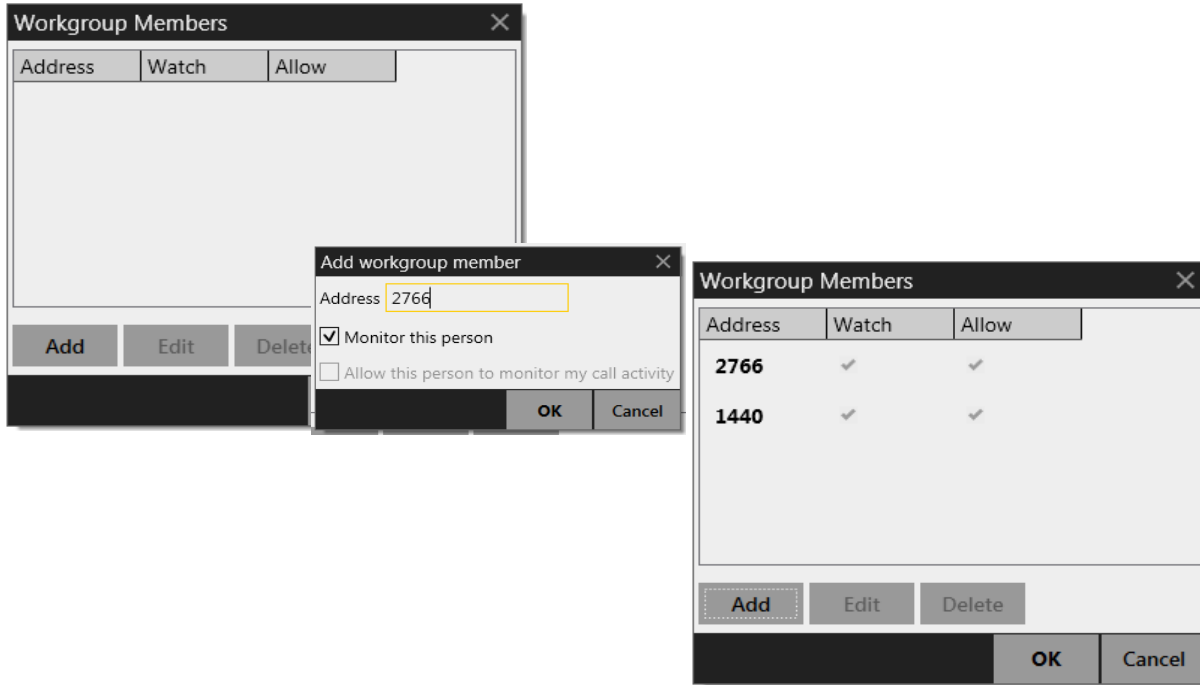 Workgroup Members
Address Watch Allow
Add Edit Delete
Add workgroup member
Address 2766
Monitor this person
Allow this person to monitor my call activity
OK Cancel
Workgroup Members
Address Watch Allow
2766
1440
Add Edit Delete
OK Cancel